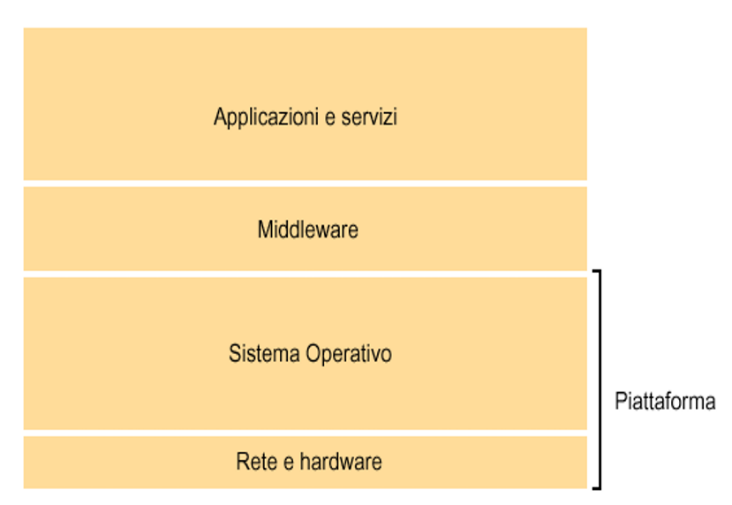 Applicazioni e servizi
Middleware
Sistema Operativo
Piattaforma
Rete e hardware